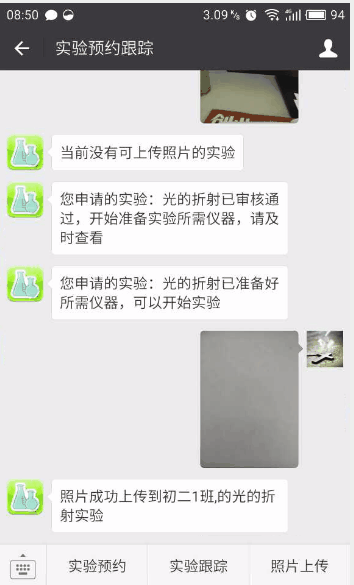 08:50 3.09 K/s 94
实验预约跟踪
当前没有可上传照片的实验
您申请的实验：光的折射已审核通
过，开始准备实验所需仪器，请及
时查看
您申请的实验：光的折射已准备好
所需仪器，可以开始实验
照片成功上传到初二1班,的光的折
射实验
实验预约 实验跟踪 照片上传